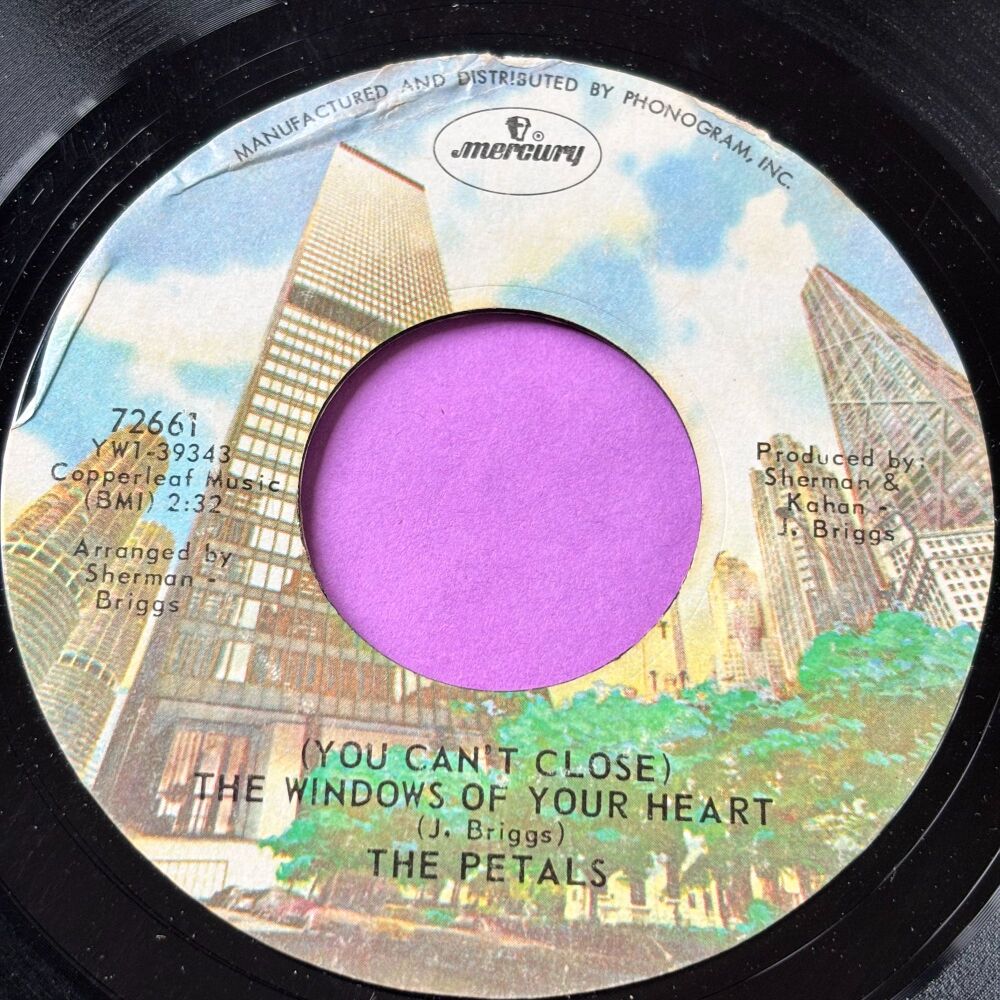 MANUFACTURED AND DISTRIBUTED BY PHONOGRAM, INC.
mercury ®
72661
YW1-39343
Copperleaf Music
(BMI) 2:32
Arranged by
Sherman -
Briggs
Produced by:
Sherman &
Kahan -
J. Briggs
(YOU CAN'T CLOSE)
THE WINDOWS OF YOUR HEART
(J. Briggs)
THE PETALS